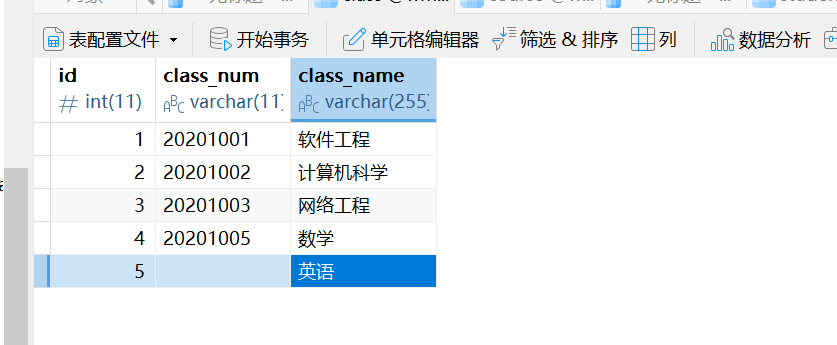 表配置文件 开始事务 单元格编辑器 筛选 & 排序 列 数据分析
id class_num class_name
int(11) varchar(11) varchar(255)
1 20201001 软件工程
2 20201002 计算机科学
3 20201003 网络工程
4 20201005 数学
5 英语